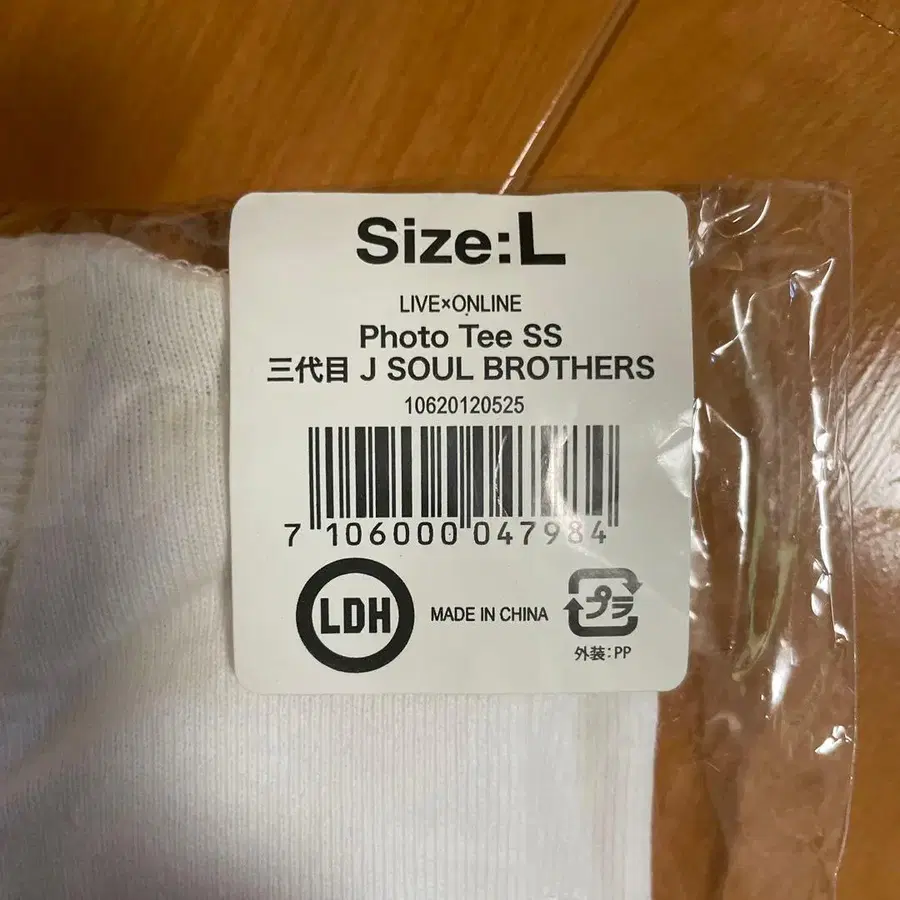 Size:L
LIVE×ONLINE
Photo Tee SS
三代目 J SOUL BROTHERS
10620120525
7 106000 047984
LDH
MADE IN CHINA
プラ
外装:PP